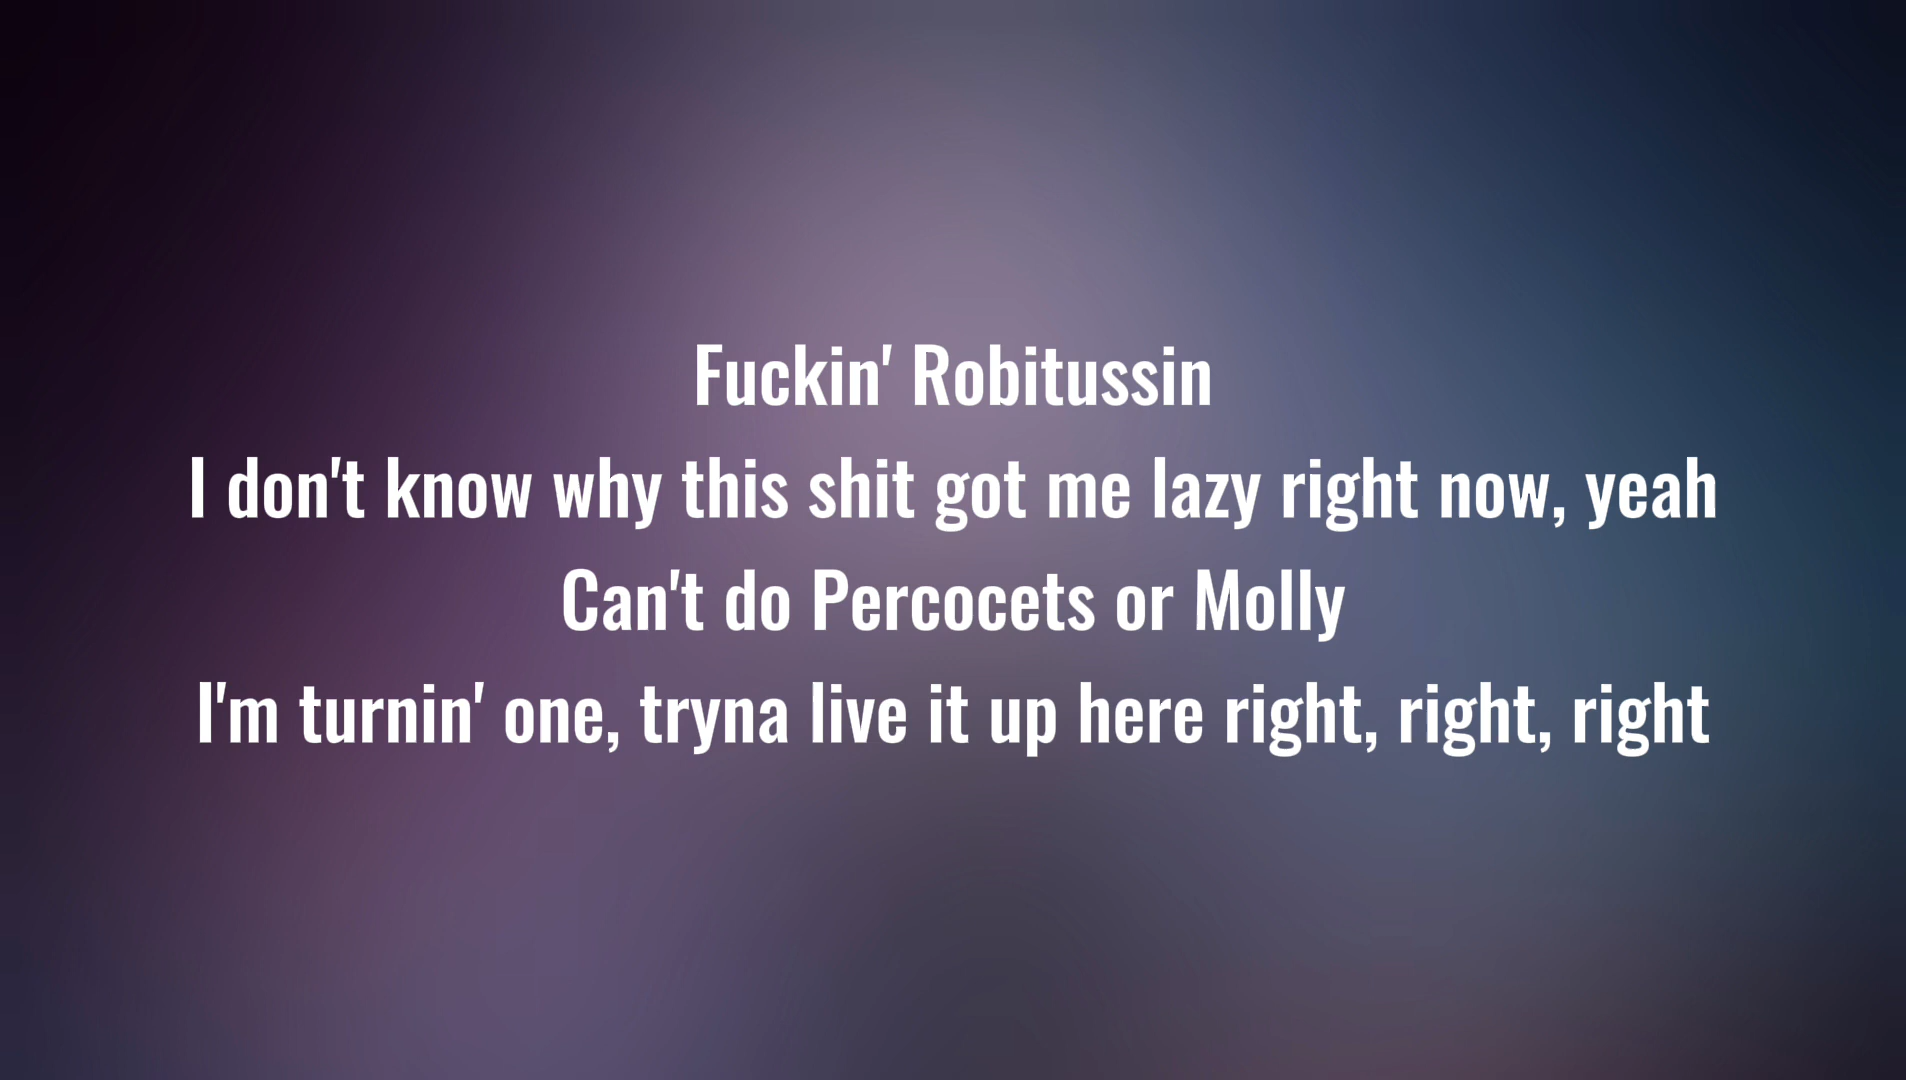 Fuckin' Robitussin
I don't know why this shit got me lazy right now, yeah
Can't do Percocets or Molly
I'm turnin' one, tryna live it up here right, right, right